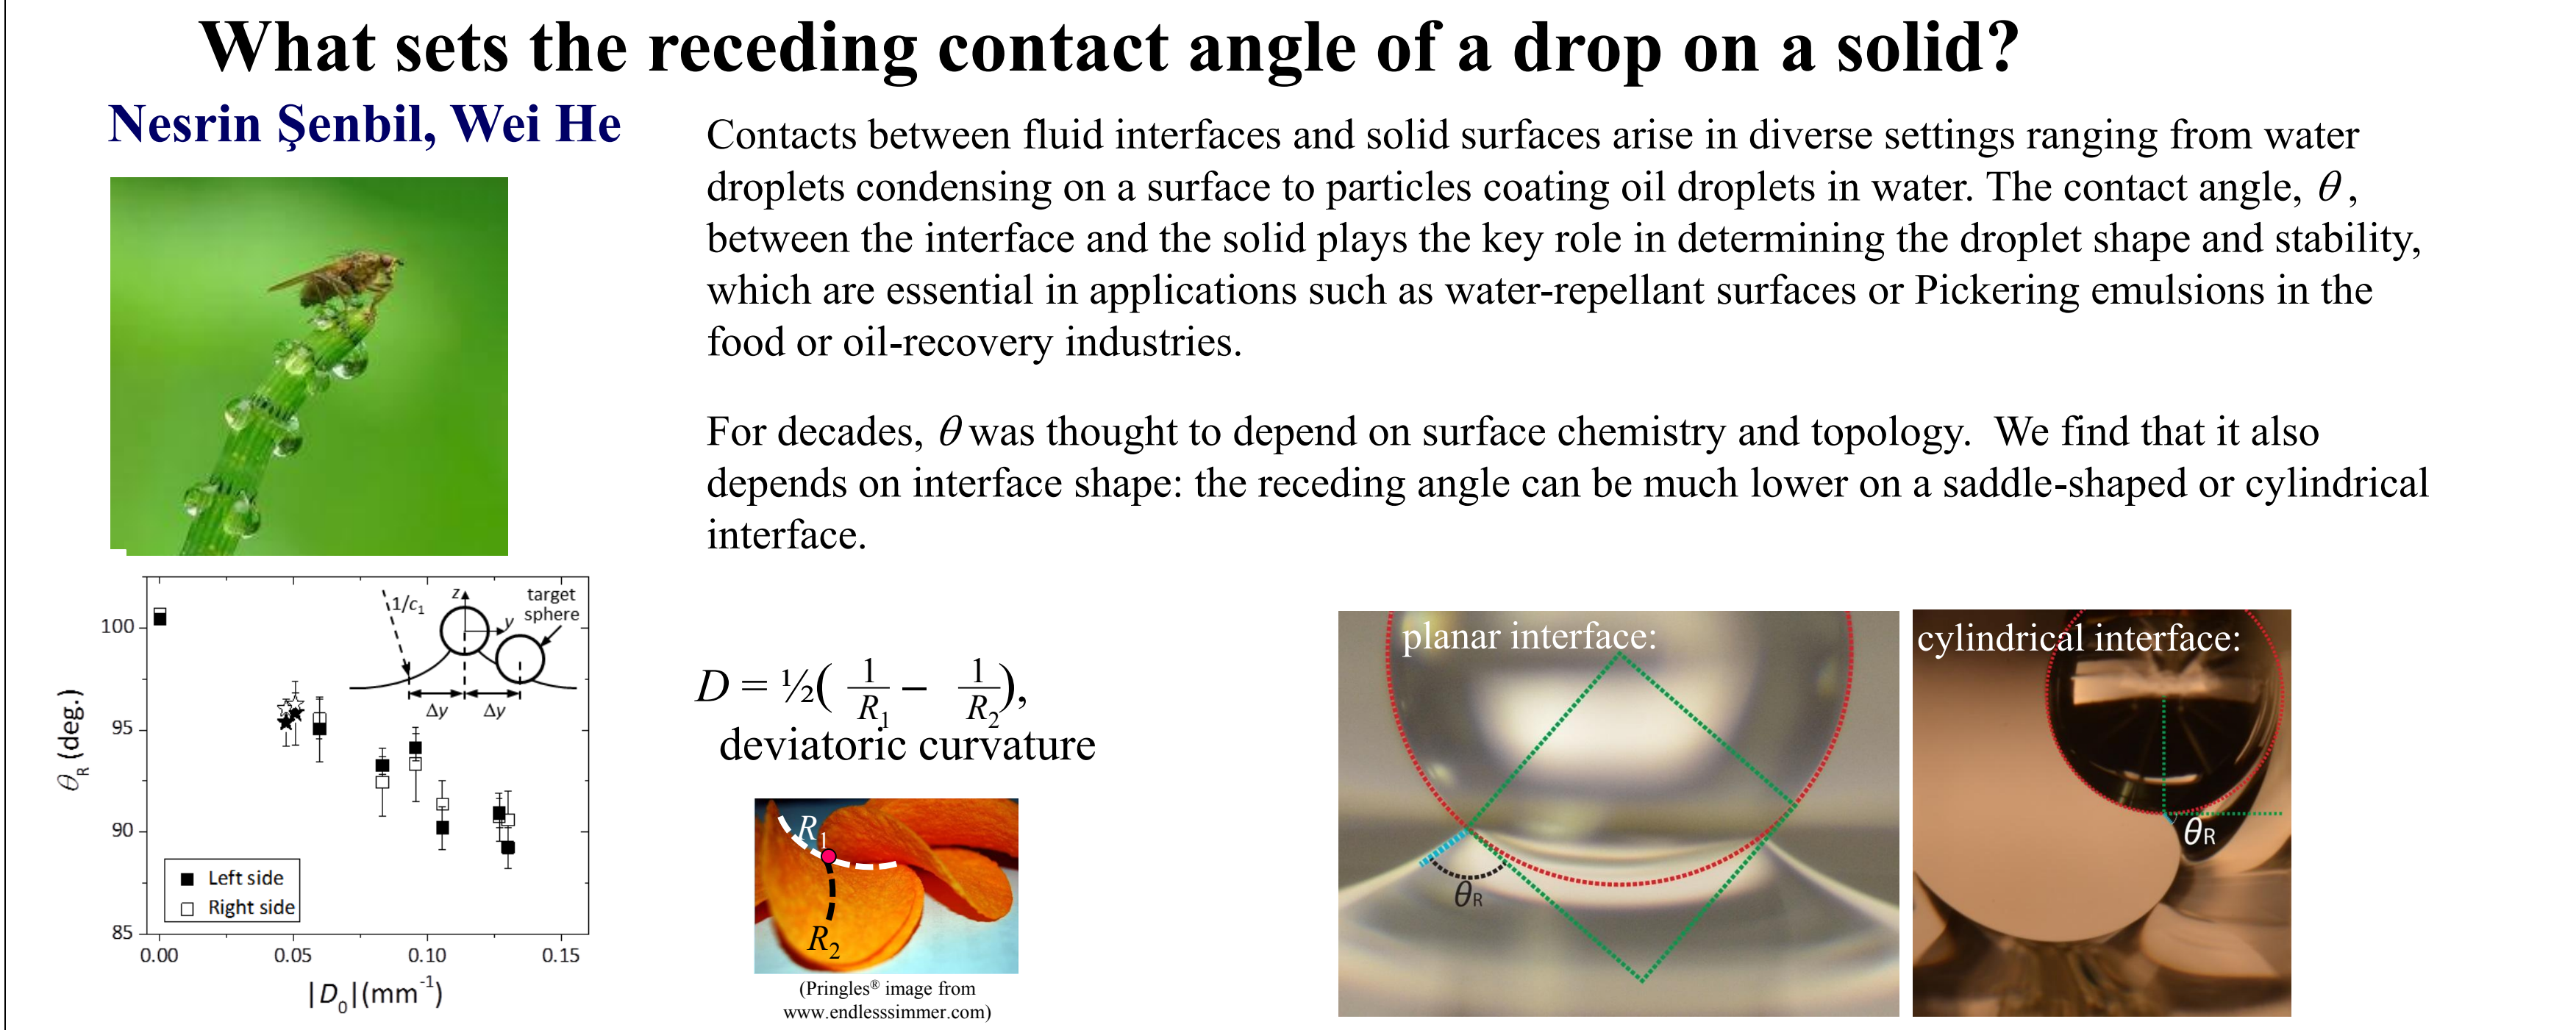 What sets the receding contact angle of a drop on a solid?
Nesrin Şenbil, Wei He
Contacts between fluid interfaces and solid surfaces arise in diverse settings ranging from water
droplets condensing on a surface to particles coating oil droplets in water. The contact angle, θ,
between the interface and the solid plays the key role in determining the droplet shape and stability,
which are essential in applications such as water-repellant surfaces or Pickering emulsions in the
food or oil-recovery industries.
For decades, θ was thought to depend on surface chemistry and topology. We find that it also
depends on interface shape: the receding angle can be much lower on a saddle-shaped or cylindrical
interface.
θR (deg.)
100
95
90
85
0.00 0.05 0.10 0.15
|D0|(mm-1)
1/c1
z
y
target
sphere
Δy Δy
Left side
Right side
D = ½( 1/R1 – 1/R2),
deviatoric curvature
R1
R2
(Pringles® image from
www.endlesssimmer.com)
planar interface:
θR
cylindrical interface:
θR